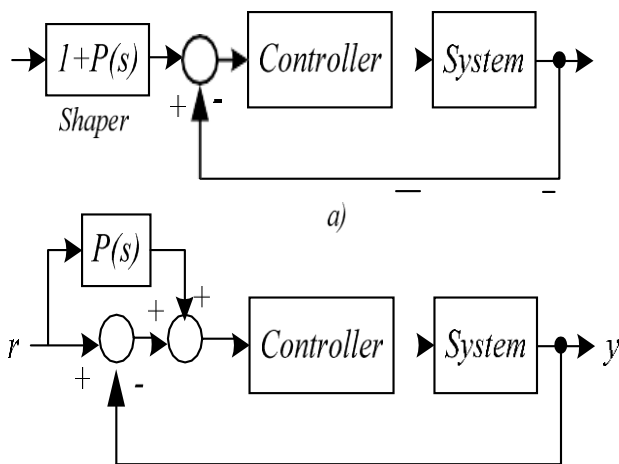 1+P(s)
Controller
System
+
-
Shaper
a)
P(s)
+
+
r
Controller
System
y
+
-